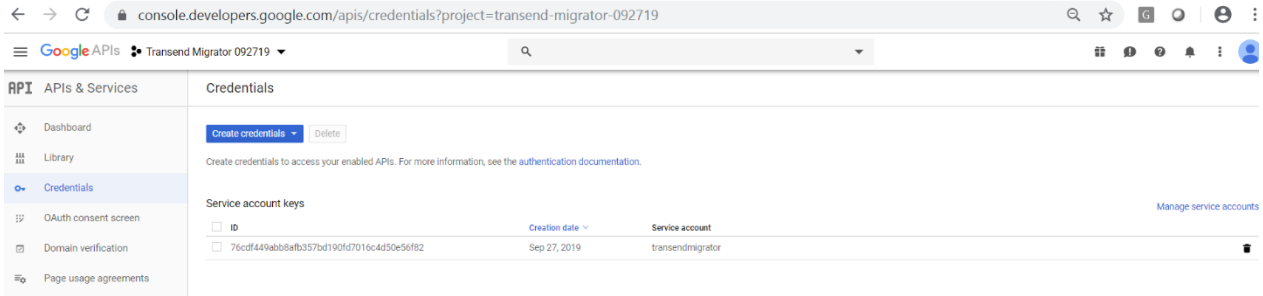 console.developers.google.com/apis/credentials?project=transend-migrator-092719
G
Google APIs Transend Migrator 092719
API APIs & Services Credentials
Dashboard
Create credentials Delete
Library
Create credentials to access your enabled APIs. For more information, see the authentication documentation.
Credentials
Service account keys
Manage service accounts
OAuth consent screen
ID Creation date Service account
Domain verification
76cdf449abb8afb357bd190fd7016c4d50e56f82 Sep 27, 2019 transendmigrator
Page usage agreements